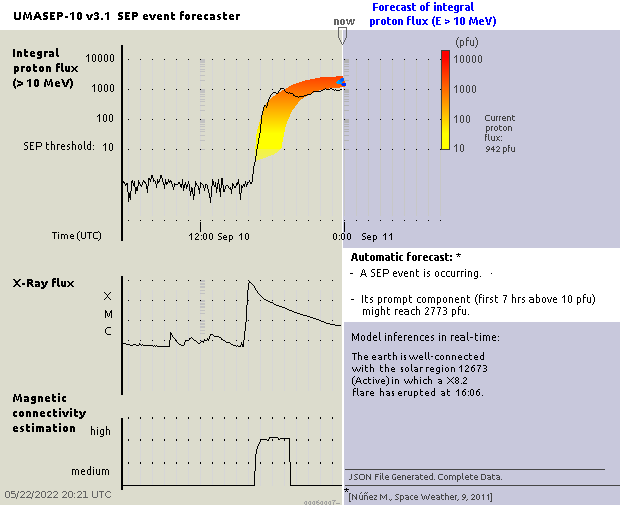 UMASEP-10 v3.1 SEP event forecaster
now
Forecast of integral
proton flux (E > 10 MeV)
Integral
proton flux
(> 10 MeV)
10000
1000
100
SEP threshold: 10
(pfu)
10000
1000
100
10
Current
proton
flux:
942 pfu
Time (UTC)
12:00 Sep 10
0:00 Sep 11
Automatic forecast: *
- A SEP event is occurring.
- Its prompt component (first 7 hrs above 10 pfu)
might reach 2773 pfu.
X-Ray flux
X
M
C
Model inferences in real-time:
The earth is well-connected
with the solar region 12673
(Active) in which a X8.2
flare has erupted at 16:06.
Magnetic
connectivity
estimation
high
medium
JSON File Generated. Complete Data.
*
[Núñez M., Space Weather, 9, 2011]
05/22/2022 20:21 UTC